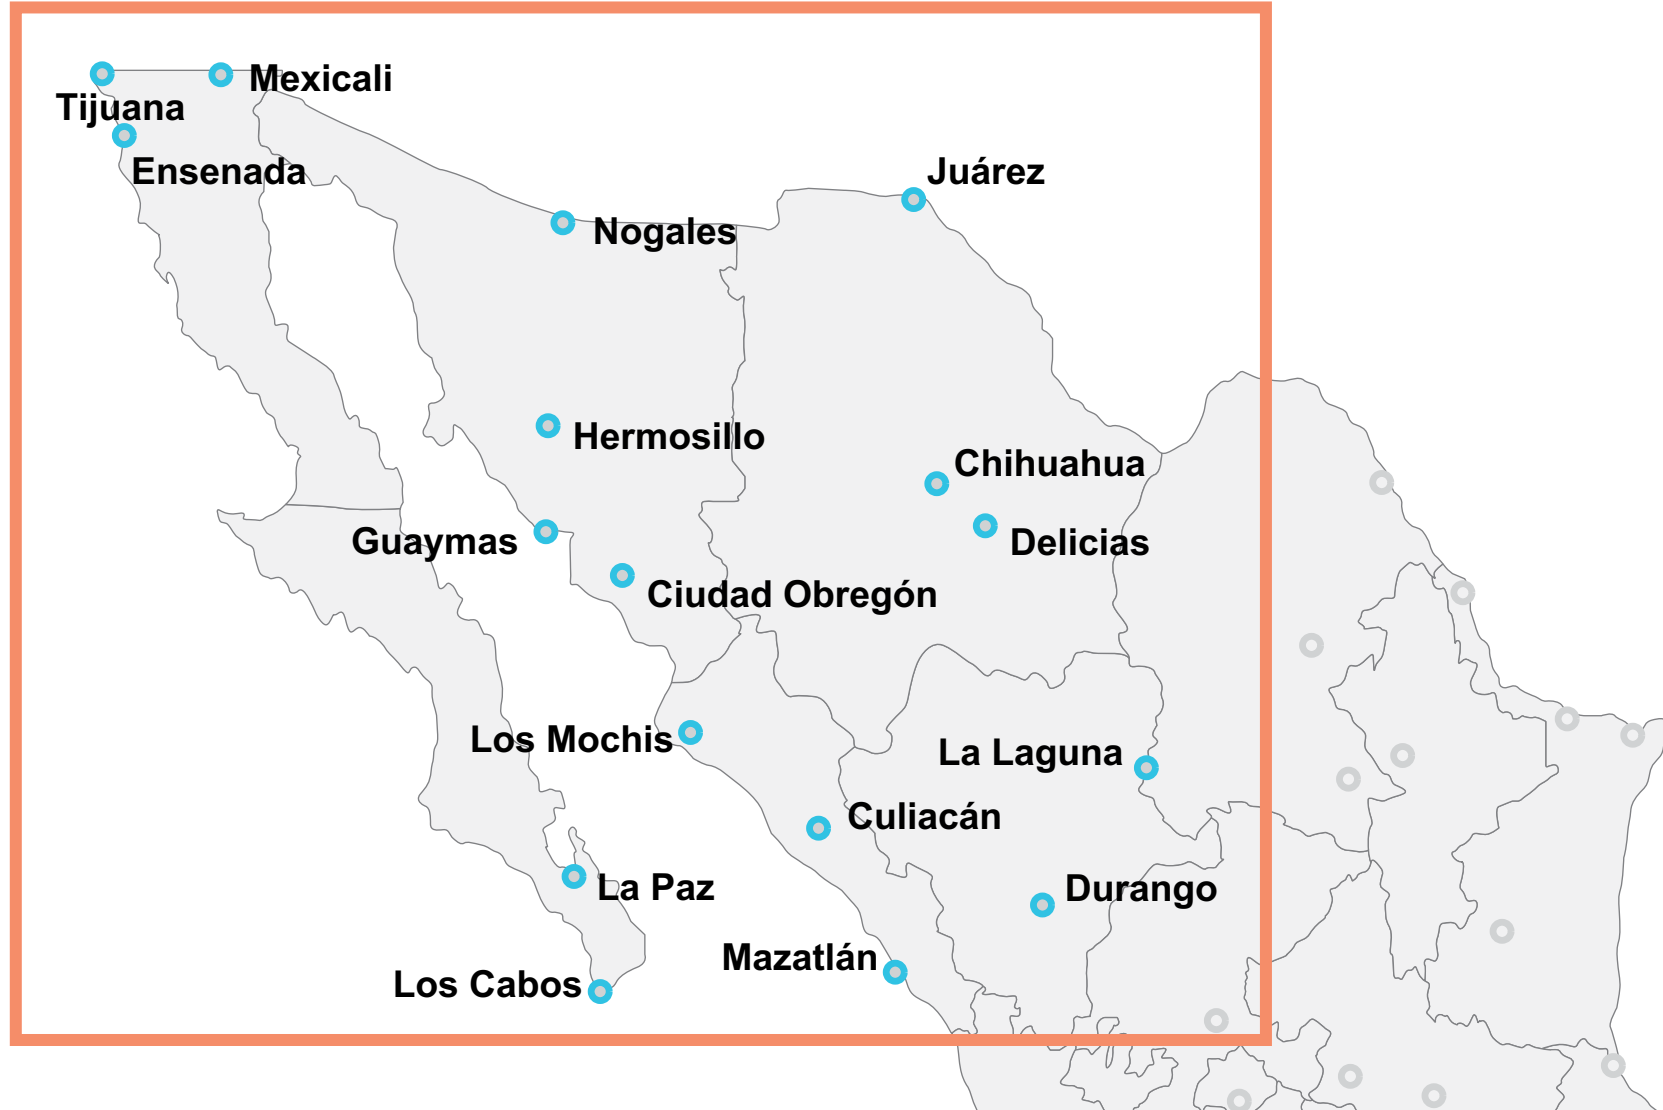 Mexicali
Tijuana
Ensenada
Juárez
Nogales
Hermosillo
Chihuahua
Guaymas
Delicias
Ciudad Obregón
Los Mochis
La Laguna
Culiacán
La Paz
Durango
Mazatlán
Los Cabos